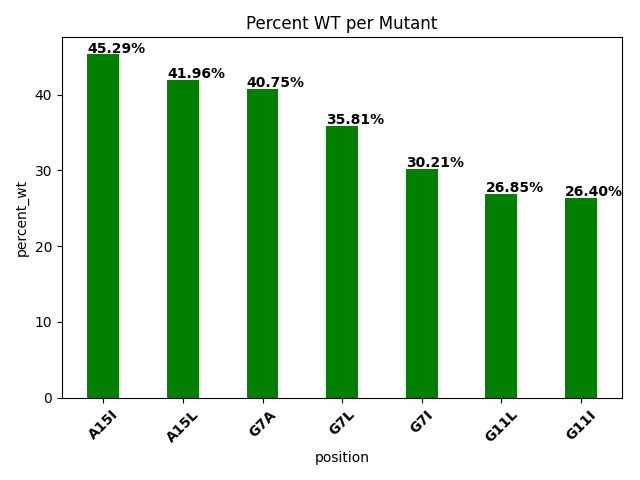 Percent WT per Mutant
45.29%
41.96%
40.75%
35.81%
30.21%
26.85%
26.40%
percent_wt
40
30
20
10
0
A15I
A15L
G7A
G7L
G7I
G11L
G11I
position